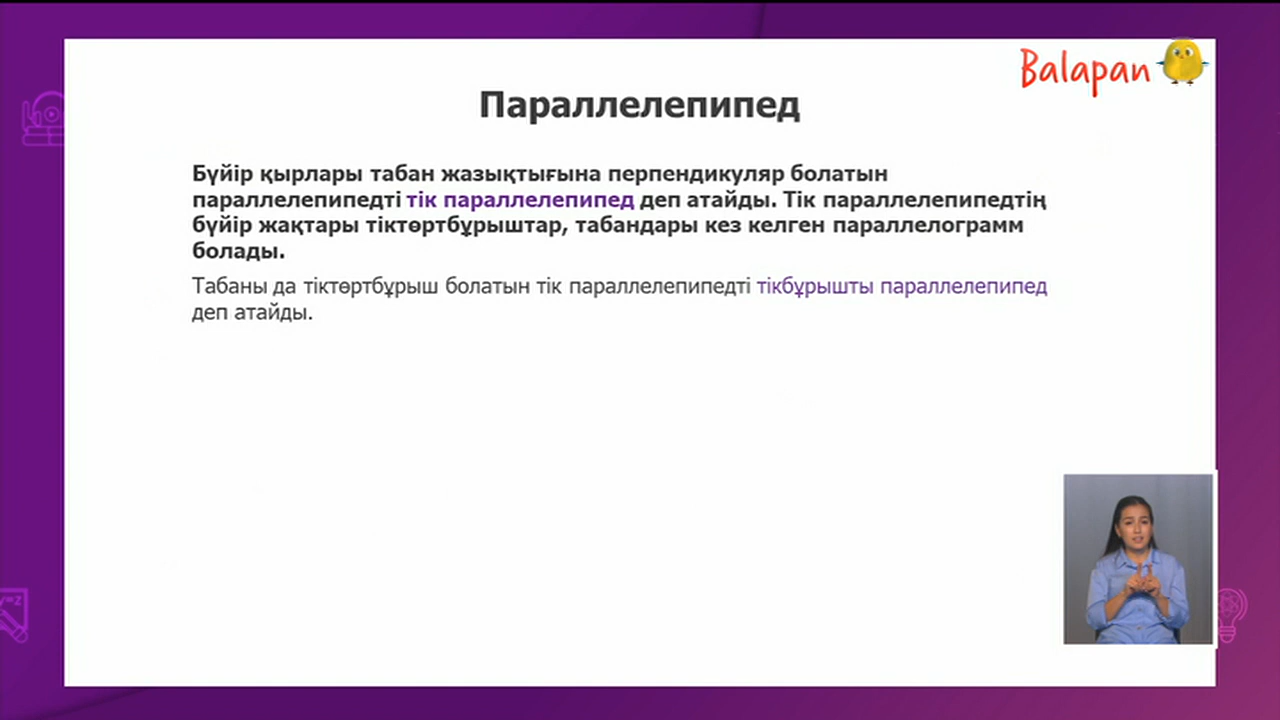 Balapan
Параллелепипед
Бүйір қырлары табан жазықтығына перпендикуляр болатын
параллелепипедті тік параллелепипед деп атайды. Тік параллелепипедтің
бүйір жақтары тіктөртбұрыштар, табандары кез келген параллелограмм
болады.
Табаны да тіктөртбұрыш болатын тік параллелепипедті тікбұрышты параллелепипед
деп атайды.